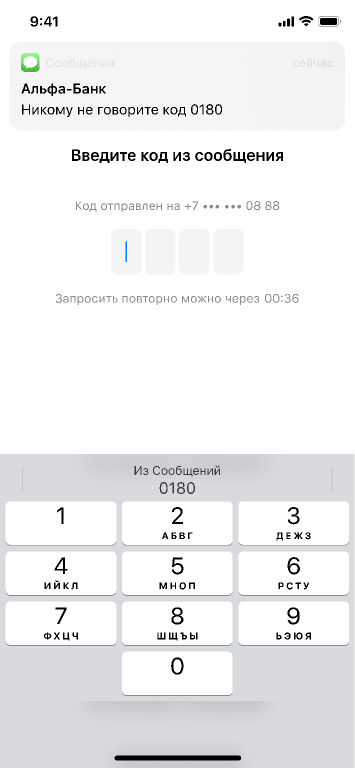 9:41
Сообщения
сейчас
Альфа-Банк
Никому не говорите код 0180
Введите код из сообщения
Код отправлен на +7 ••• ••• 08 88
Запросить повторно можно через 00:36
Из Сообщений
0180
1
2
АБВГ
3
ДЕЖЗ
4
ИЙКЛ
5
МНОП
6
РСТУ
7
ФХЦЧ
8
ШЩЪЫ
9
ЬЭЮЯ
0